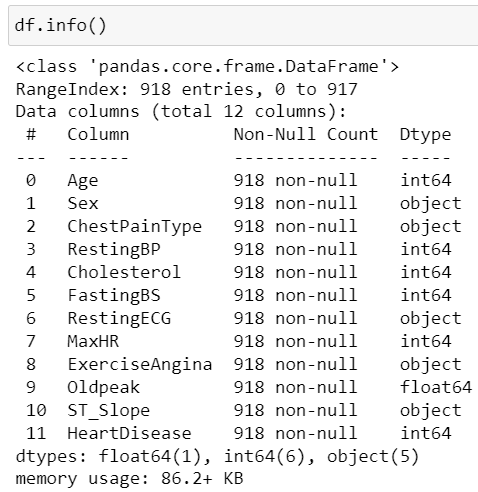 df.info()
<class 'pandas.core.frame.DataFrame'>
RangeIndex: 918 entries, 0 to 917
Data columns (total 12 columns):
 #   Column          Non-Null Count  Dtype
---  ------          --------------  -----
 0   Age             918 non-null    int64
 1   Sex             918 non-null    object
 2   ChestPainType   918 non-null    object
 3   RestingBP       918 non-null    int64
 4   Cholesterol     918 non-null    int64
 5   FastingBS       918 non-null    int64
 6   RestingECG      918 non-null    object
 7   MaxHR           918 non-null    int64
 8   ExerciseAngina  918 non-null    object
 9   Oldpeak         918 non-null    float64
 10  ST_Slope        918 non-null    object
 11  HeartDisease    918 non-null    int64
dtypes: float64(1), int64(6), object(5)
memory usage: 86.2+ KB